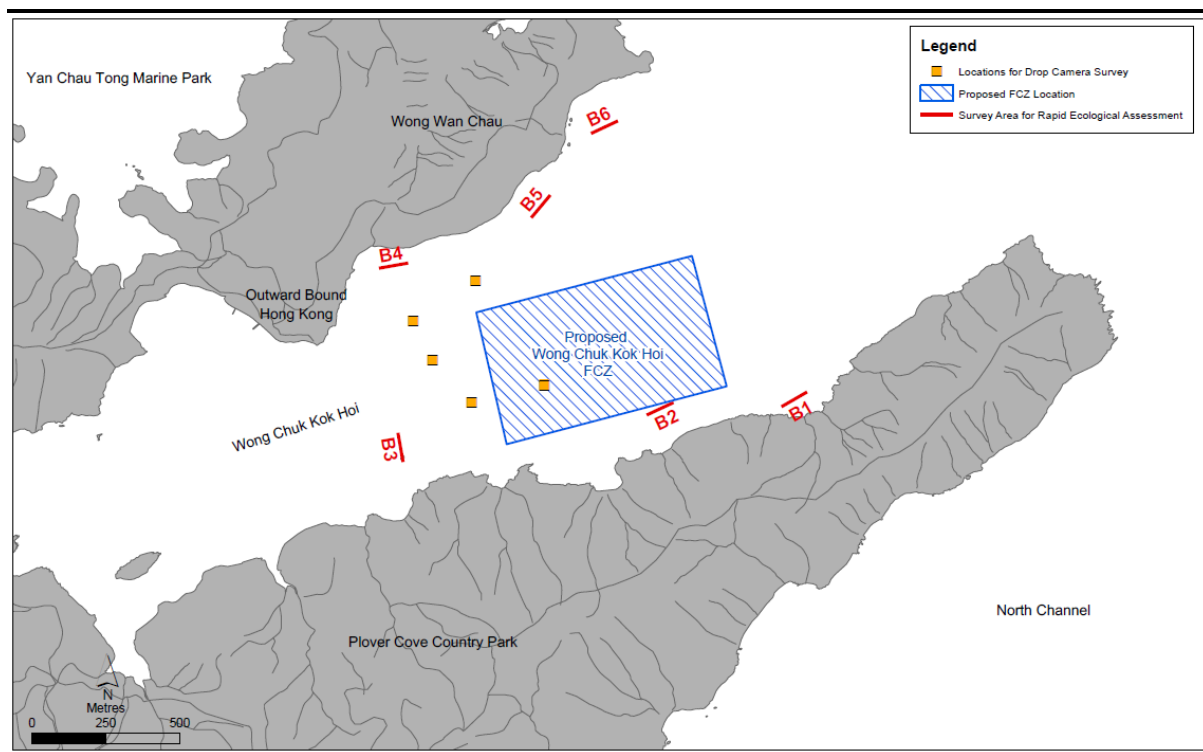 Legend
Locations for Drop Camera Survey
Proposed FCZ Location
Survey Area for Rapid Ecological Assessment
Yan Chau Tong Marine Park
Wong Wan Chau
B6
B5
B4
Outward Bound
Hong Kong
Proposed
Wong Chuk Kok Hoi
FCZ
B1
B2
Wong Chuk Kok Hoi
B3
North Channel
Plover Cove Country Park
N
Metres
0 250 500